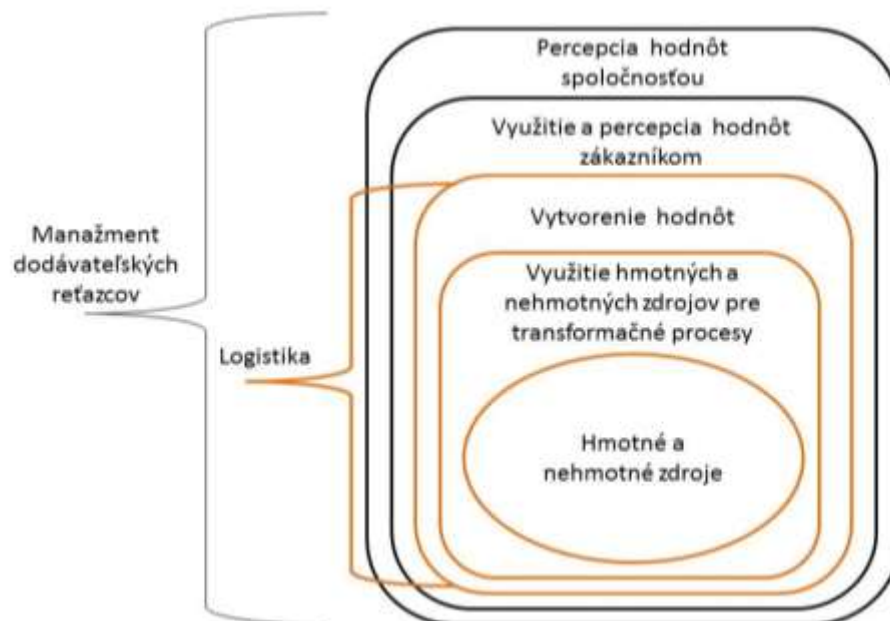 Percepcia hodnôt
spoločnosťou
Využitie a percepcia hodnôt
zákazníkom
Vytvorenie hodnôt
Manažment
dodávateľských
reťazcov
Využitie hmotných a
nehmotných zdrojov pre
transformačné procesy
Logistika
Hmotné a
nehmotné zdroje